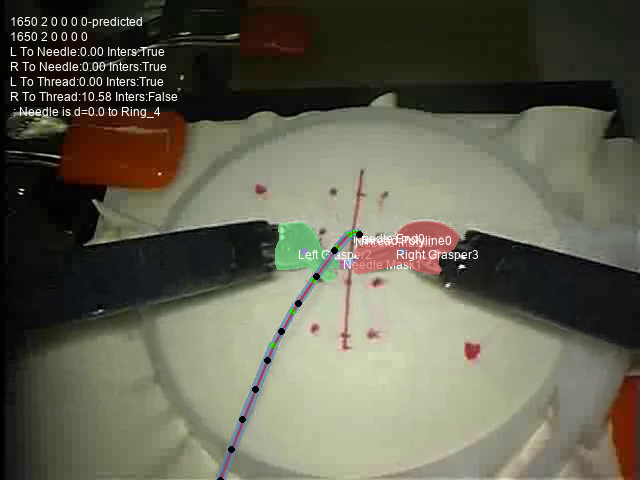 1650 2 0 0 0 0-predicted
1650 2 0 0 0 0
L To Needle:0.00 Inters:True
R To Needle:0.00 Inters:True
L To Thread:0.00 Inters:True
R To Thread:10.58 Inters:False
: Needle is d=0.0 to Ring_4
Thread Polyline0
Left Grasper2
Right Grasper3
Needle Mask1